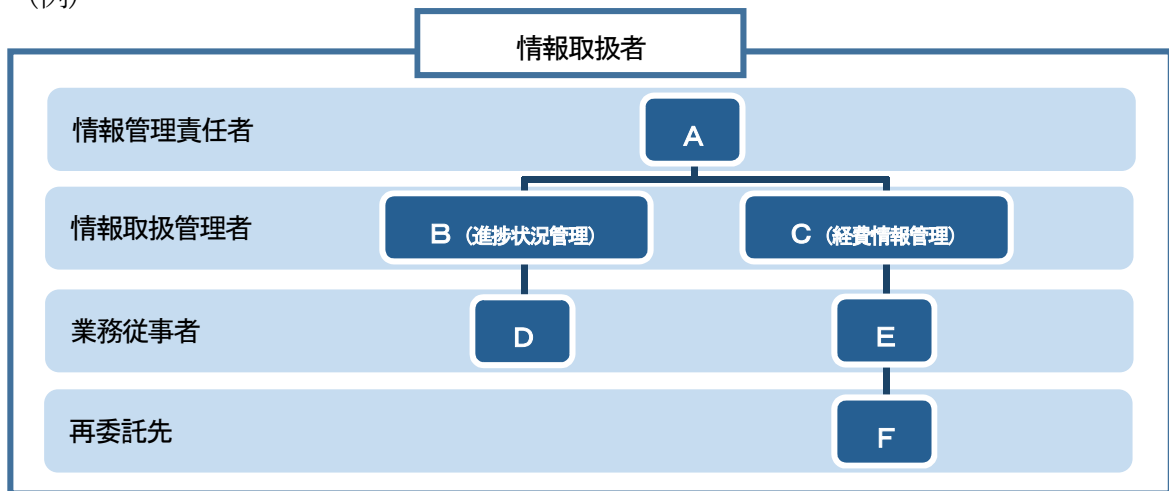 （例）
情報取扱者
情報管理責任者
A
情報取扱管理者
B（進捗状況管理）
C（経費情報管理）
業務従事者
D
E
再委託先
F